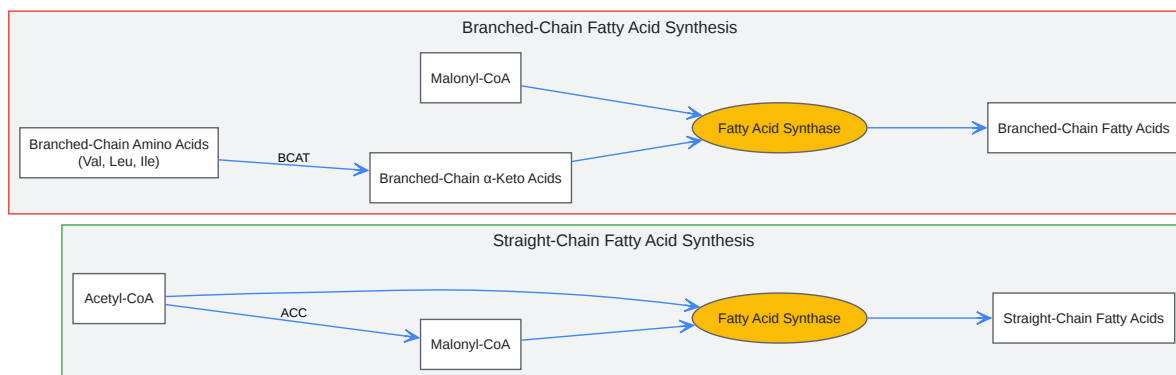 Branched-Chain Fatty Acid Synthesis
Malonyl-CoA
Fatty Acid Synthase
Branched-Chain Fatty Acids
Branched-Chain Amino Acids
(Val, Leu, Ile)
BCAT
Branched-Chain α-Keto Acids
Straight-Chain Fatty Acid Synthesis
Acetyl-CoA
ACC
Malonyl-CoA
Fatty Acid Synthase
Straight-Chain Fatty Acids